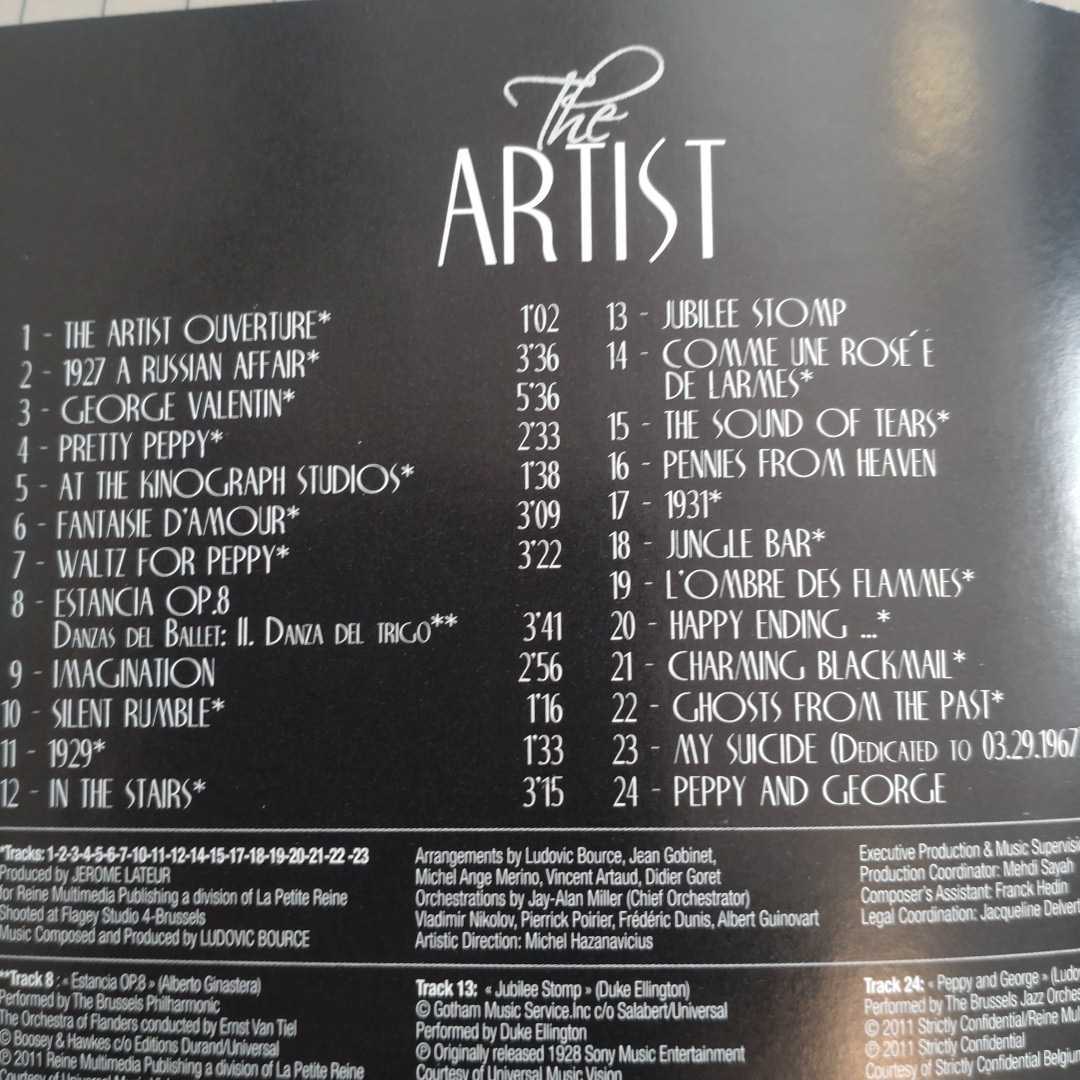 The
ARTIST
1 - THE ARTIST OUVERTURE* 1'02
2 - 1927 A RUSSIAN AFFAIR* 3'36
3 - GEORGE VALENTIN* 5'36
4 - PRETTY PEPPY* 2'33
5 - AT THE KINOGRAPH STUDIOS* 1'38
6 - FANTAISIE D'AMOUR* 3'09
7 - WALTZ FOR PEPPY* 3'22
8 - ESTANCIA OP.8
DANZAS DEL BALLET: II. DANZA DEL TRIGO** 3'41
9 - IMAGINATION 2'56
10 - SILENT RUMBLE* 1'16
11 - 1929* 1'33
12 - IN THE STAIRS* 3'15
13 - JUBILEE STOMP
14 - COMME UNE ROSÉE
DE LARMES*
15 - THE SOUND OF TEARS*
16 - PENNIES FROM HEAVEN
17 - 1931*
18 - JUNGLE BAR*
19 - L'OMBRE DES FLAMMES*
20 - HAPPY ENDING ...*
21 - CHARMING BLACKMAIL*
22 - GHOSTS FROM THE PAST*
23 - MY SUICIDE (DEDICATED TO 03.29.1967
24 - PEPPY AND GEORGE
*Tracks: 1-2-3-4-5-6-7-10-11-12-14-15-17-18-19-20-21-22 -23
Produced by JEROME LATEUR
for Reine Multimedia Publishing a division of La Petite Reine
Shooted at Flagey Studio 4-Brussels
Music Composed and Produced by LUDOVIC BOURCE
Arrangements by Ludovic Bource, Jean Gobinet,
Michel Ange Merino, Vincent Artaud, Didier Goret
Orchestrations by Jay-Alan Miller (Chief Orchestrator)
Vladimir Nikolov, Pierrick Poirier, Frédéric Dunis, Albert Guinovart
Artistic Direction: Michel Hazanavicius
Executive Production & Music Supervisi
Production Coordinator: Mehdi Sayah
Composer's Assistant: Franck Hedin
Legal Coordination: Jacqueline Delvert
**Track 8 : « Estancia OP.8 » (Alberto Ginastera)
Performed by The Brussels Philharmonic
The Orchestra of Flanders conducted by Ernst Van Tiel
© Boosey & Hawkes c/o Editions Durand/Universal
℗ 2011 Reine Multimedia Publishing a division of La Petite Reine
Courtesy of Universal Music Vision
Track 13: « Jubilee Stomp » (Duke Ellington)
© Gotham Music Service.Inc c/o Salabert/Universal
Performed by Duke Ellington
℗ Originally released 1928 Sony Music Entertainment
Courtesy of Universal Music Vision
Track 24: « Peppy and George » (Ludo
Performed by The Brussels Jazz Orches
© 2011 Strictly Confidential/Reine Mul
℗ 2011 Strictly Confidential
Courtesy of Strictly Confidential Belgium